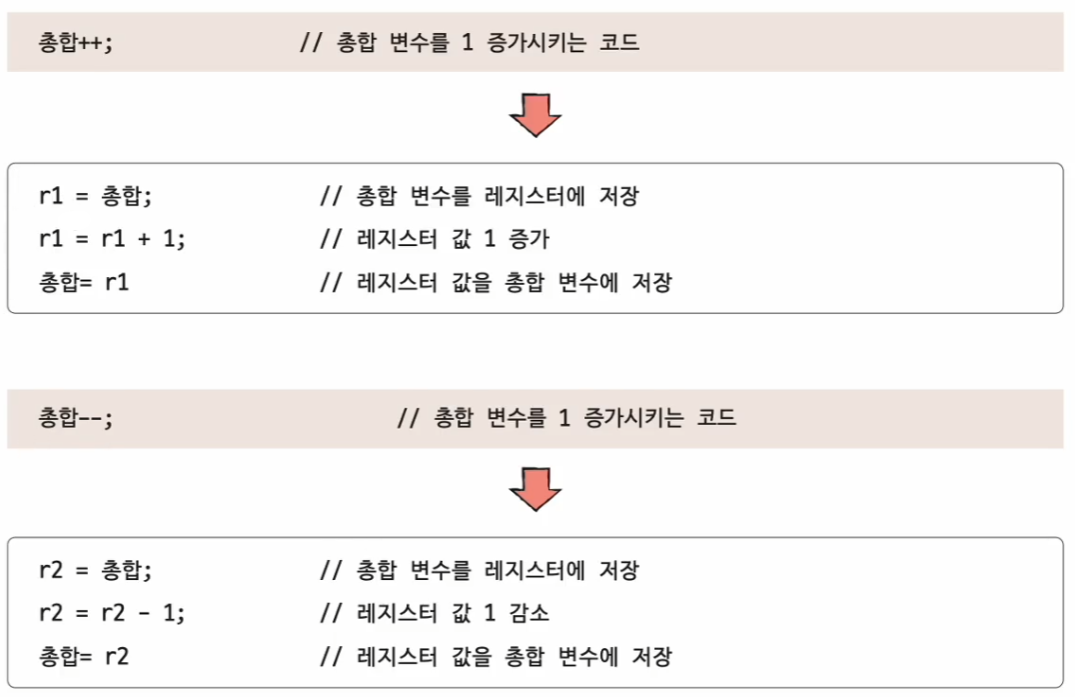 총합++; // 총합 변수를 1 증가시키는 코드
r1 = 총합; // 총합 변수를 레지스터에 저장
r1 = r1 + 1; // 레지스터 값 1 증가
총합= r1 // 레지스터 값을 총합 변수에 저장
총합--; // 총합 변수를 1 증가시키는 코드
r2 = 총합; // 총합 변수를 레지스터에 저장
r2 = r2 - 1; // 레지스터 값 1 감소
총합= r2 // 레지스터 값을 총합 변수에 저장